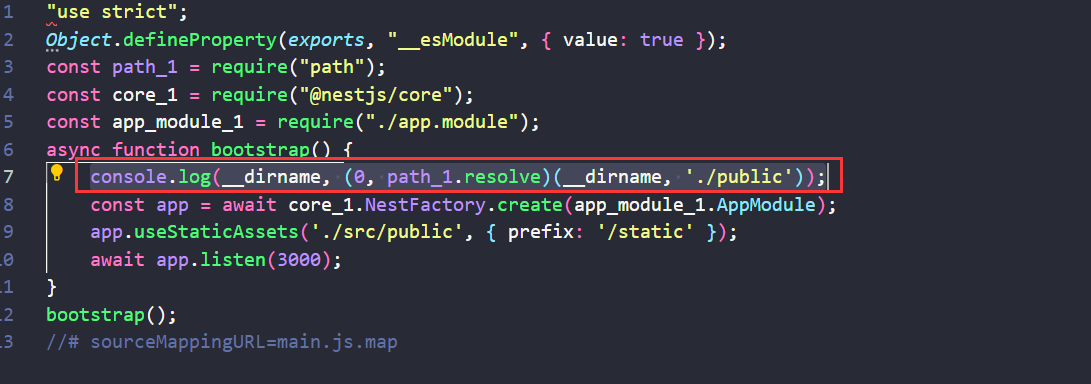 1 "use strict";
2 Object.defineProperty(exports, "__esModule", { value: true });
3 const path_1 = require("path");
4 const core_1 = require("@nestjs/core");
5 const app_module_1 = require("./app.module");
6 async function bootstrap() {
7 console.log(__dirname, (0, path_1.resolve)(__dirname, './public'));
8 const app = await core_1.NestFactory.create(app_module_1.AppModule);
9 app.useStaticAssets('./src/public', { prefix: '/static' });
10 await app.listen(3000);
11 }
12 bootstrap();
13 //# sourceMappingURL=main.js.map